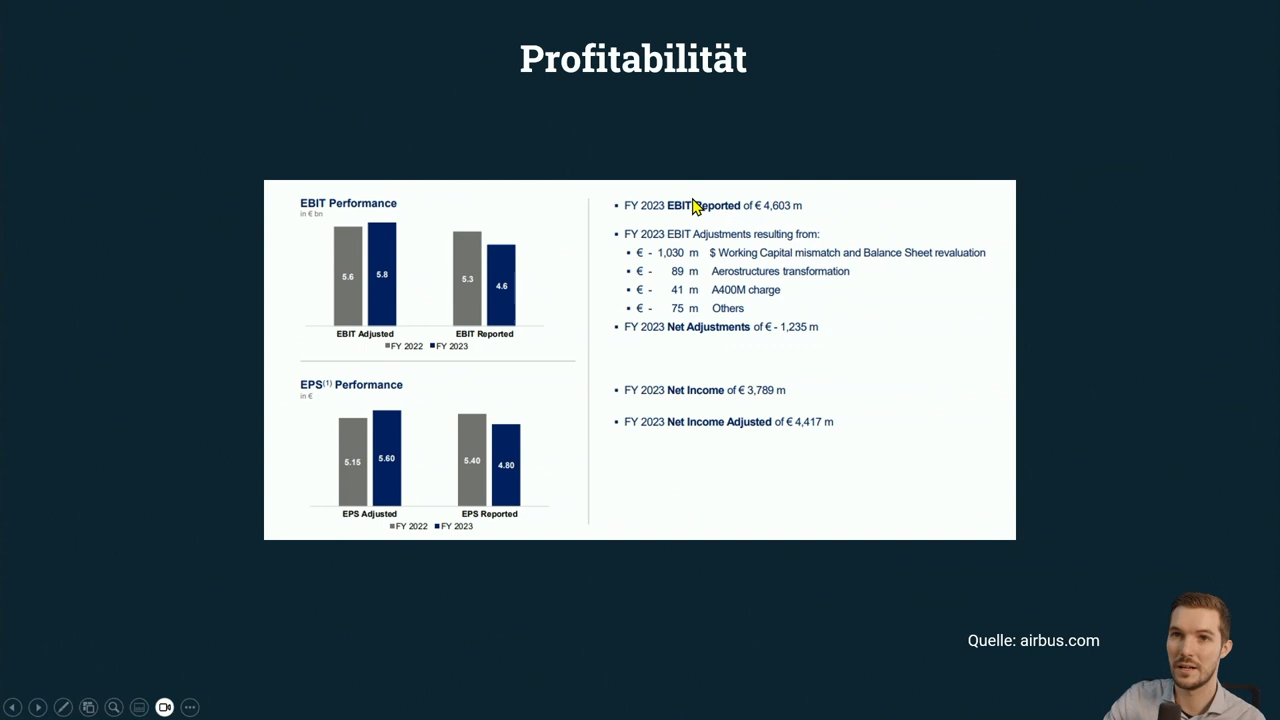 Profitabilität
EBIT Performance
in € bn
5.6
5.8
5.3
4.6
EBIT Adjusted
EBIT Reported
FY 2022 FY 2023
EPS(1) Performance
in €
5.15
5.60
5.40
4.80
EPS Adjusted
EPS Reported
FY 2022 FY 2023
▪ FY 2023 EBIT Reported of € 4,603 m
▪ FY 2023 EBIT Adjustments resulting from:
▪ € - 1,030 m $ Working Capital mismatch and Balance Sheet revaluation
▪ € - 89 m Aerostructures transformation
▪ € - 41 m A400M charge
▪ € - 75 m Others
▪ FY 2023 Net Adjustments of € - 1,235 m
▪ FY 2023 Net Income of € 3,789 m
▪ FY 2023 Net Income Adjusted of € 4,417 m
Quelle: airbus.com